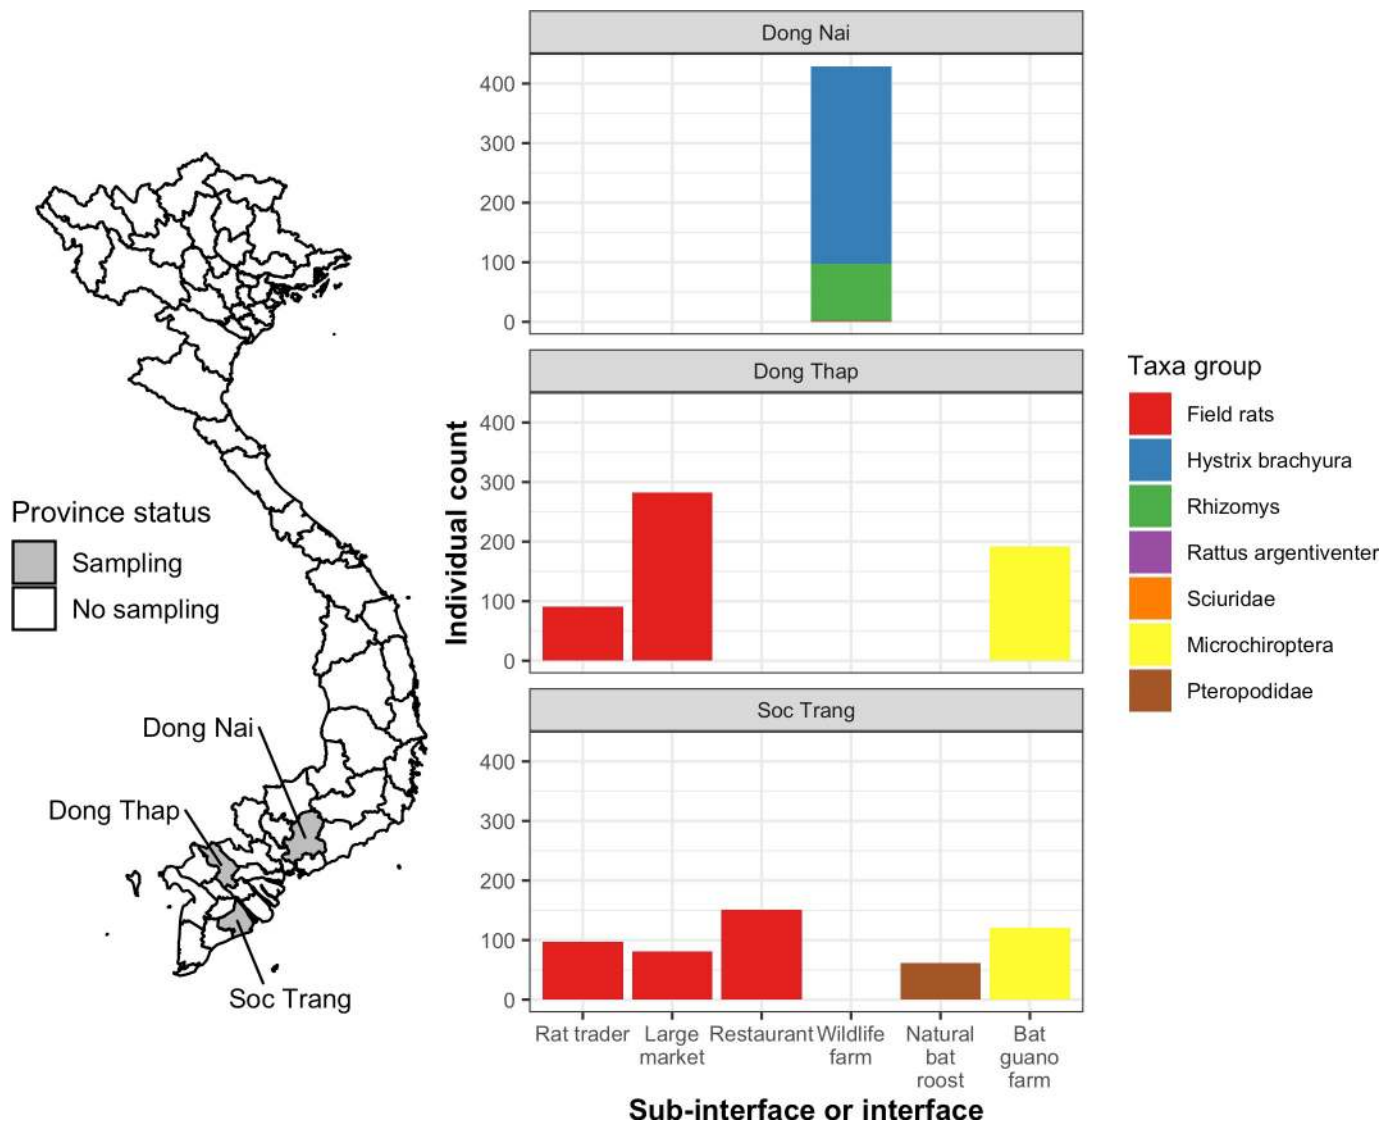 Dong Nai
400
300
200
100
0
Dong Thap
400
300
200
100
0
Soc Trang
400
300
200
100
0
Individual count
Rat trader
Large
market
Restaurant
Wildlife
farm
Natural
bat
roost
Bat
guano
farm
Sub-interface or interface
Province status
Sampling
No sampling
Dong Nai
Dong Thap
Soc Trang
Taxa group
Field rats
Hystrix brachyura
Rhizomys
Rattus argentiventer
Sciuridae
Microchiroptera
Pteropodidae